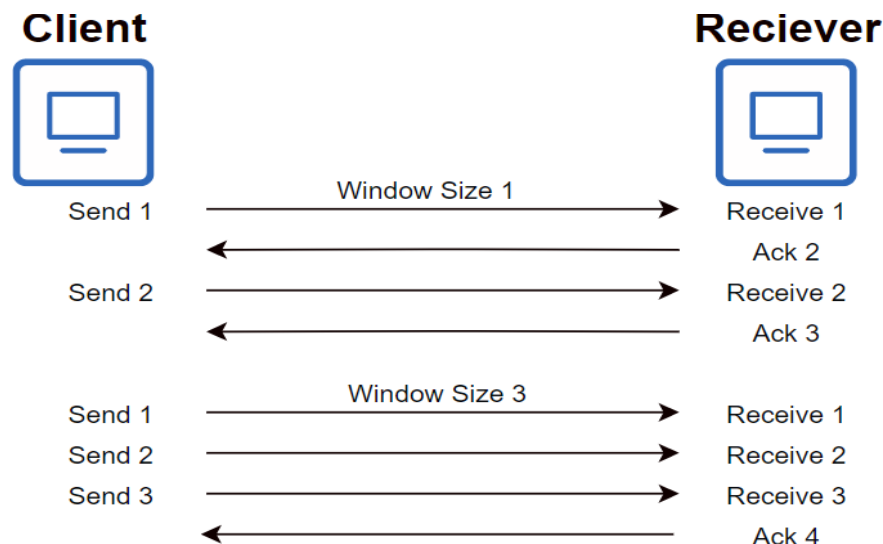 Client Reciever
Window Size 1
Send 1 Receive 1
Ack 2
Send 2 Receive 2
Ack 3
Window Size 3
Send 1 Receive 1
Send 2 Receive 2
Send 3 Receive 3
Ack 4